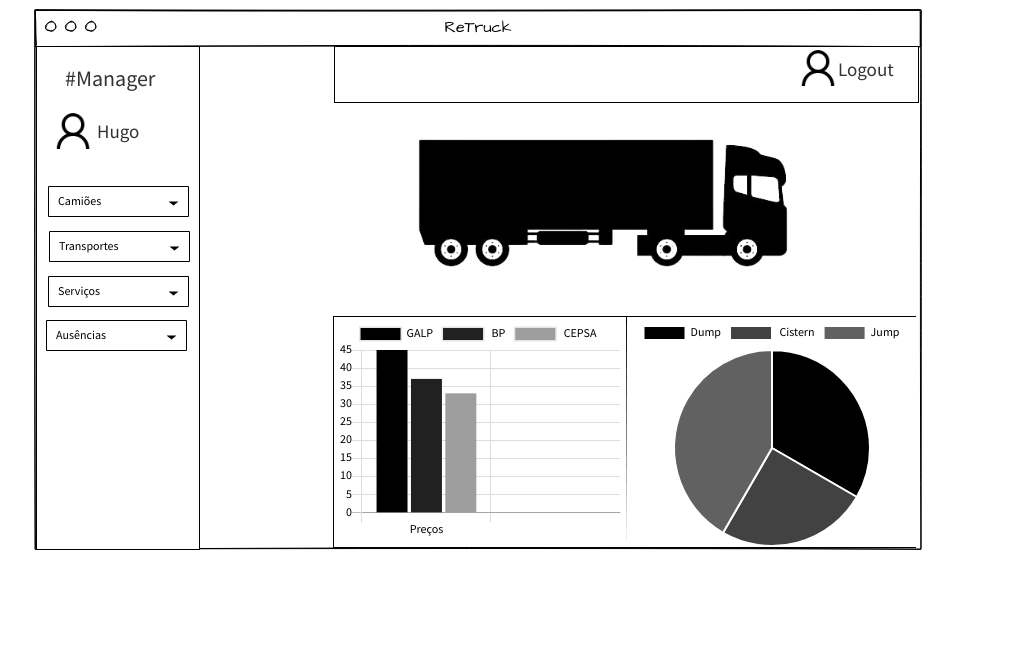 ReTruck
#Manager
Hugo
Logout
Camiões
Transportes
Serviços
Ausências
GALP BP CEPSA
45
40
35
30
25
20
15
10
5
0
Preços
Dump Cistern Jump